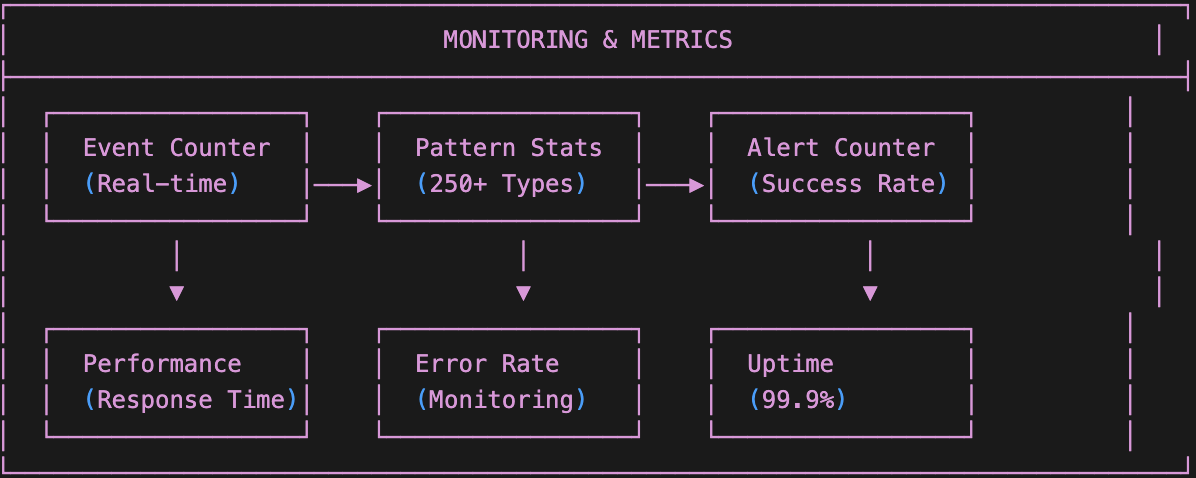 MONITORING & METRICS
Event Counter
(Real-time)
Pattern Stats
(250+ Types)
Alert Counter
(Success Rate)
Performance
(Response Time)
Error Rate
(Monitoring)
Uptime
(99.9%)